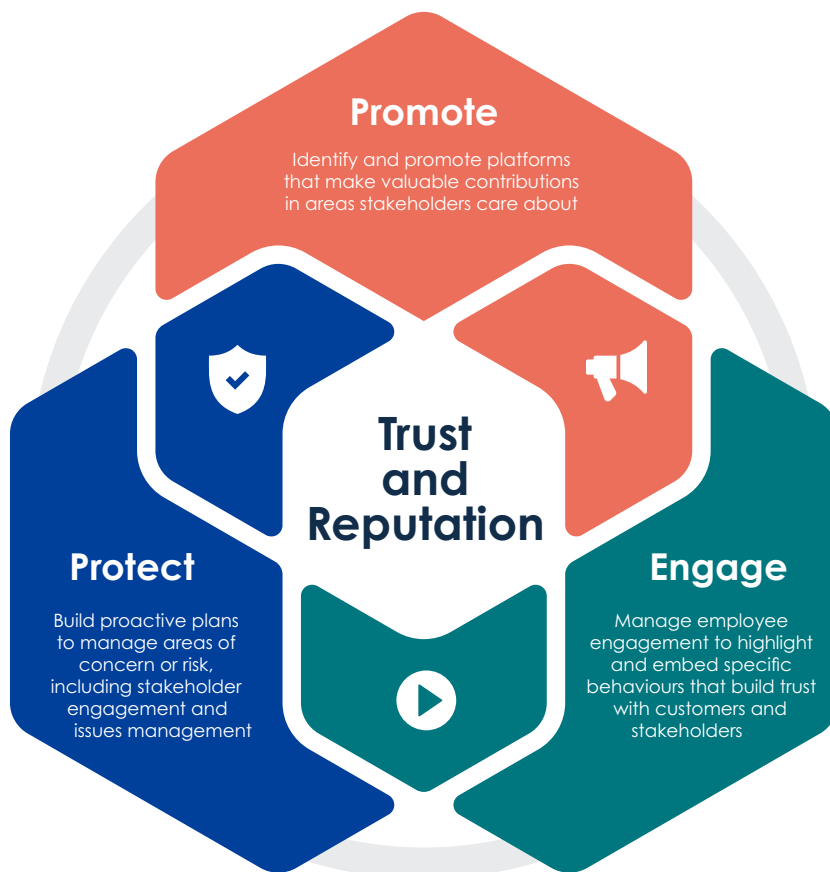 Promote
Identify and promote platforms
that make valuable contributions
in areas stakeholders care about
Trust
and
Reputation
Protect
Build proactive plans
to manage areas of
concern or risk,
including stakeholder
engagement and
issues management
Engage
Manage employee
engagement to highlight
and embed specific
behaviours that build trust
with customers and
stakeholders